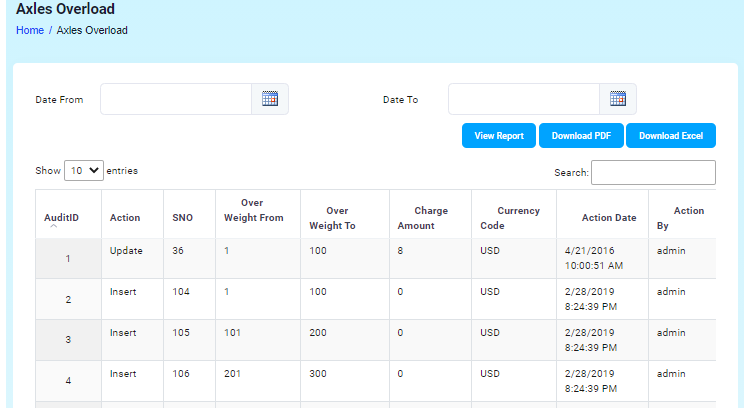 Axles Overload
Home / Axles Overload
Date From Date To
View Report Download PDF Download Excel
Show 10 entries Search:
AuditID Action SNO Over Weight From Over Weight To Charge Amount Currency Code Action Date Action By
1 Update 36 1 100 8 USD 4/21/2016 10:00:51 AM admin
2 Insert 104 1 100 0 USD 2/28/2019 8:24:39 PM admin
3 Insert 105 101 200 0 USD 2/28/2019 8:24:39 PM admin
4 Insert 106 201 300 0 USD 2/28/2019 8:24:39 PM admin